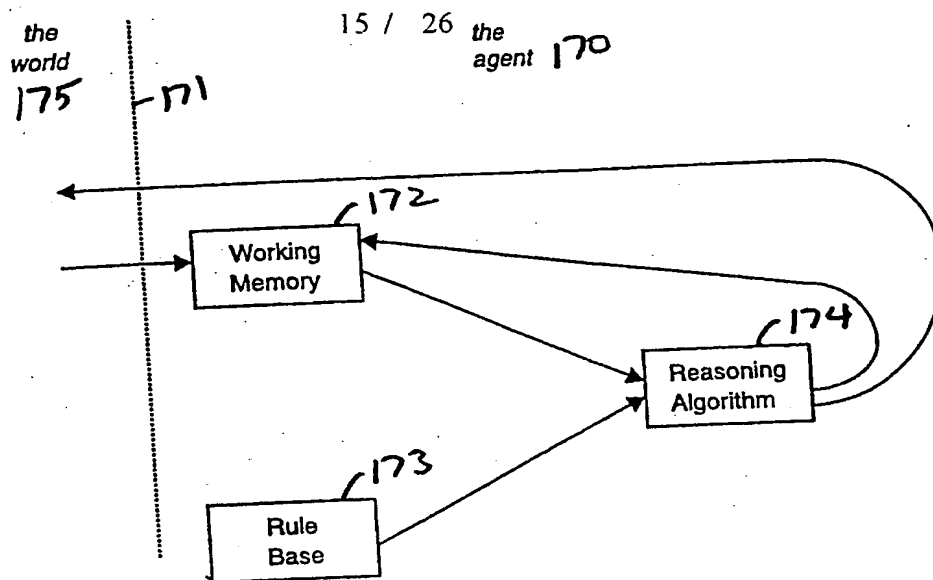 15 / 26
the
world
175
171
the
agent 170
172
Working
Memory
174
Reasoning
Algorithm
173
Rule
Base